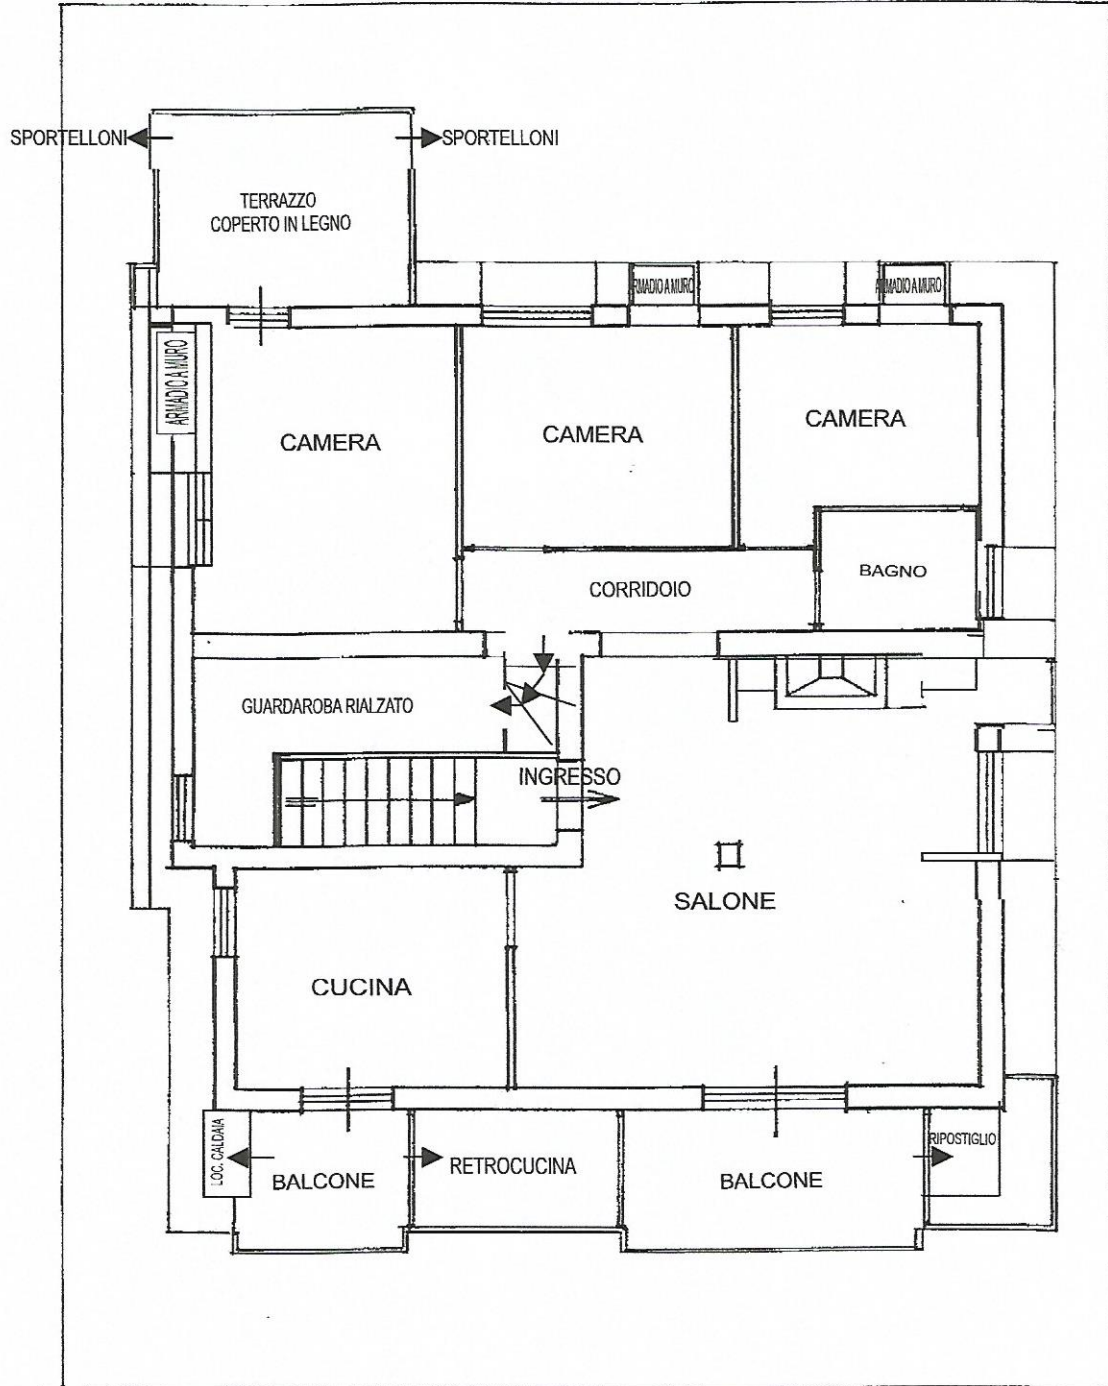 SPORTELLONI
SPORTELLONI
TERRAZZO
COPERTO IN LEGNO
ARMADIO A MURO
ARMADIO A MURO
ARMADIO A MURO
CAMERA
CAMERA
CAMERA
BAGNO
CORRIDOIO
GUARDAROBA RIALZATO
INGRESSO
SALONE
CUCINA
LOC. CALDAIA
BALCONE
RETROCUCINA
BALCONE
RIPOSTIGLIO